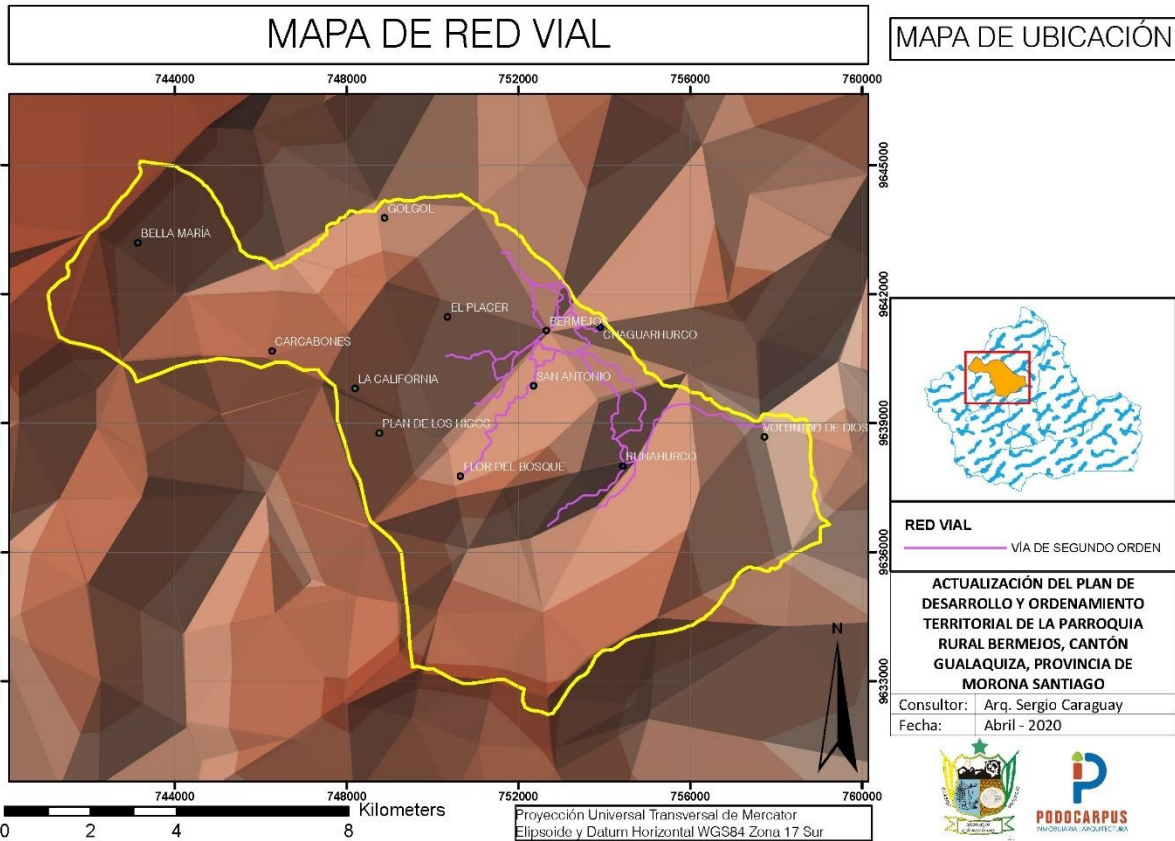 MAPA DE RED VIAL
MAPA DE UBICACIÓN
744000
748000
752000
756000
760000
9645000
9642000
9639000
9636000
9633000
GOLGOL
BELLA MARÍA
EL PLACER
BERMEJOS
CHAGUARHURCO
CARCABONES
LA CALIFORNIA
SAN ANTONIO
PLAN DE LOS HIGOS
VOLUNTAD DE DIOS
FLOR DEL BOSQUE
RUNAHURCO
N
744000
748000
752000
756000
760000
Kilometers
0 2 4 8
Proyección Universal Transversal de Mercator
Elipsoide y Datum Horizontal WGS84 Zona 17 Sur
RED VIAL
VÍA DE SEGUNDO ORDEN
ACTUALIZACIÓN DEL PLAN DE
DESARROLLO Y ORDENAMIENTO
TERRITORIAL DE LA PARROQUIA
RURAL BERMEJOS, CANTÓN
GUALAQUIZA, PROVINCIA DE
MORONA SANTIAGO
Consultor: Arq. Sergio Caraguay
Fecha: Abril - 2020
PODOCARPUS
INMOBILIARIA | ARQUITECTURA